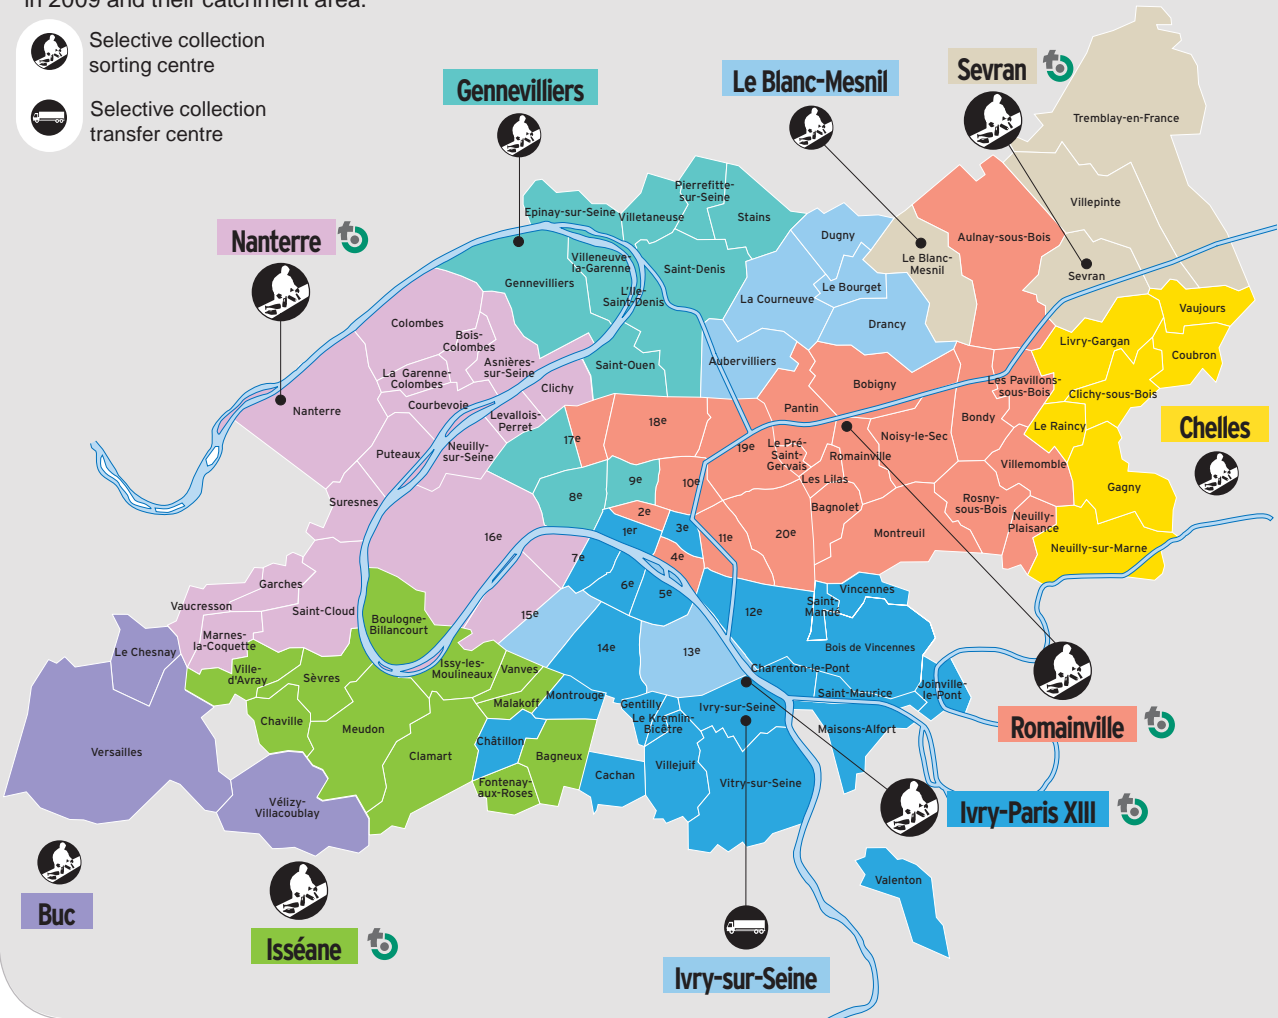 in 2009 and their catchment area.
Selective collection
sorting centre
Selective collection
transfer centre
Gennevilliers
Le Blanc-Mesnil
Sevran
Nanterre
Tremblay-en-France
Villepinte
Sevran
Aulnay-sous-Bois
Le Blanc-
Mesnil
Dugny
Le Bourget
La Courneuve
Drancy
Aubervilliers
Pierrefitte-
sur-Seine
Epinay-sur-Seine
Villetaneuse
Stains
Villeneuve-
la-Garenne
Saint-Denis
Gennevilliers
L'Ile-
Saint-Denis
Saint-Ouen
Colombes
Bois-
Colombes
Asnières-
sur-Seine
La Garenne-
Colombes
Clichy
Nanterre
Courbevoie
Levallois-
Perret
Puteaux
Neuilly-
sur-Seine
Suresnes
Vaujours
Livry-Gargan
Coubron
Les Pavillons-
sous-Bois
Clichy-sous-Bois
Le Raincy
Chelles
Gagny
Neuilly-sur-Marne
Bobigny
Pantin
Bondy
Le Pré-
Saint-
Gervais
Romainville
Noisy-le-Sec
Les Lilas
Villemomble
Bagnolet
Rosny-
sous-Bois
Neuilly-
Plaisance
Montreuil
17e
18e
19e
8e
9e
10e
2e
1er
3e
11e
20e
16e
7e
4e
6e
5e
15e
12e
14e
13e
Garches
Vaucresson
Saint-Cloud
Marnes-
la-Coquette
Boulogne-
Billancourt
Le Chesnay
Ville-
d'Avray
Sèvres
Issy-les-
Moulineaux
Vanves
Malakoff
Montrouge
Chaville
Meudon
Versailles
Clamart
Châtillon
Bagneux
Fontenay-
aux-Roses
Vélizy-
Villacoublay
Saint-
Mandé
Vincennes
Bois de Vincennes
Charenton-le-Pont
Saint-Maurice
Joinville-
le-Pont
Maisons-Alfort
Gentilly
Le Kremlin-
Bicêtre
Ivry-sur-Seine
Cachan
Villejuif
Vitry-sur-Seine
Valenton
Romainville
Ivry-Paris XIII
Buc
Isséane
Ivry-sur-Seine